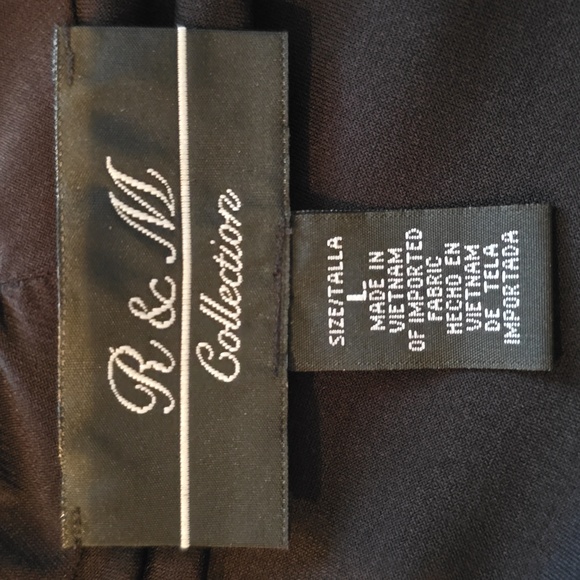 R & M
Collection
SIZE/TALLA
L
MADE IN
VIETNAM
OF IMPORTED
FABRIC
HECHO EN
VIETNAM
DE TELA
IMPORTADA